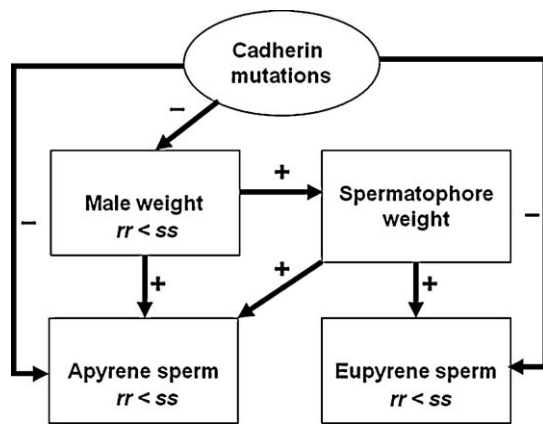 Cadherin
mutations
–
Male weight
rr < ss
+
Spermatophore
weight
–
–
+
+
+
Apyrene sperm
rr < ss
Eupyrene sperm
rr < ss